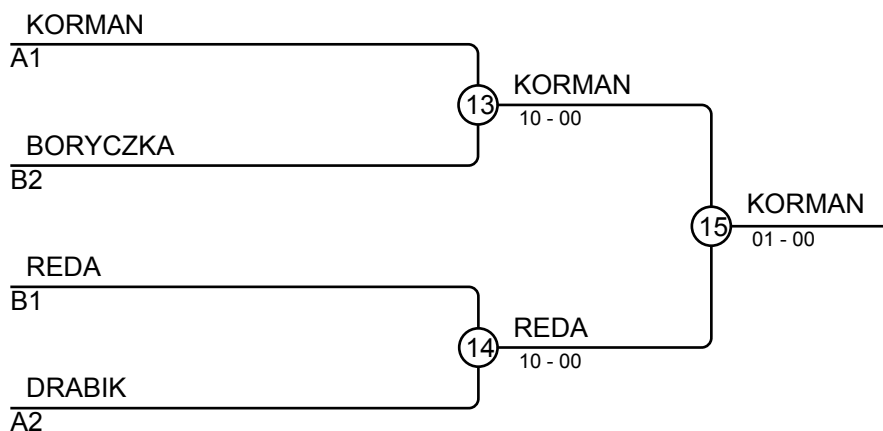 KORMAN
A1
13
KORMAN
10 - 00
BORYCZKA
B2
15
KORMAN
01 - 00
REDA
B1
14
REDA
10 - 00
DRABIK
A2